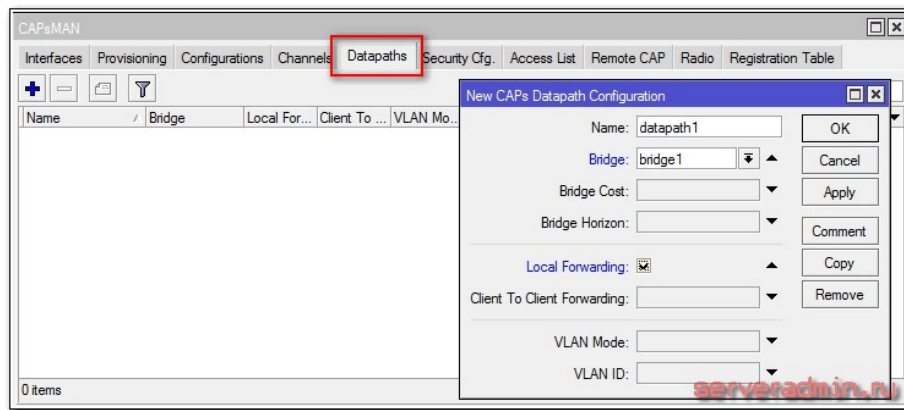 CAPsMAN
Interfaces Provisioning Configurations Channels Datapaths Security Cfg. Access List Remote CAP Radio Registration Table
Name Bridge Local For... Client To ... VLAN Mo...
New CAPs Datapath Configuration
Name: datapath1
OK
Bridge: bridge1
Cancel
Bridge Cost:
Apply
Bridge Horizon:
Comment
Local Forwarding:
Copy
Client To Client Forwarding:
Remove
VLAN Mode:
VLAN ID:
0 items
serveradmin.ru